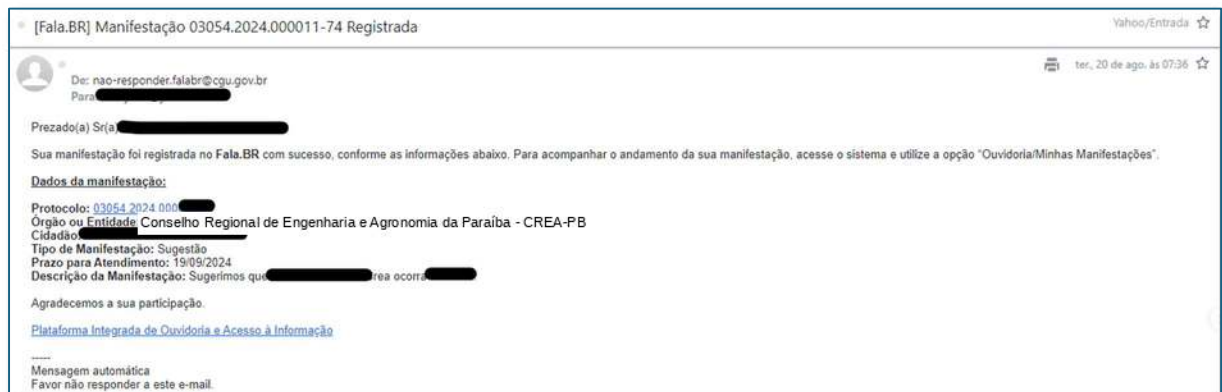 [Fala.BR] Manifestação 03054.2024.000011-74 Registrada
Yahoo/Entrada
De: nao-responder.falabr@cgu.gov.br
ter., 20 de ago. às 07:36
Para
Prezado(a) Sr(a)
Sua manifestação foi registrada no Fala.BR com sucesso, conforme as informações abaixo. Para acompanhar o andamento da sua manifestação, acesse o sistema e utilize a opção "Ouvidoria/Minhas Manifestações".
Dados da manifestação:
Protocolo: 03054.2024.000
Órgão ou Entidade Conselho Regional de Engenharia e Agronomia da Paraíba - CREA-PB
Cidadão:
Tipo de Manifestação: Sugestão
Prazo para Atendimento: 19/09/2024
Descrição da Manifestação: Sugerimos que rea ocorra
Agradecemos a sua participação.
Plataforma Integrada de Ouvidoria e Acesso à Informação
-----
Mensagem automática
Favor não responder a este e-mail.